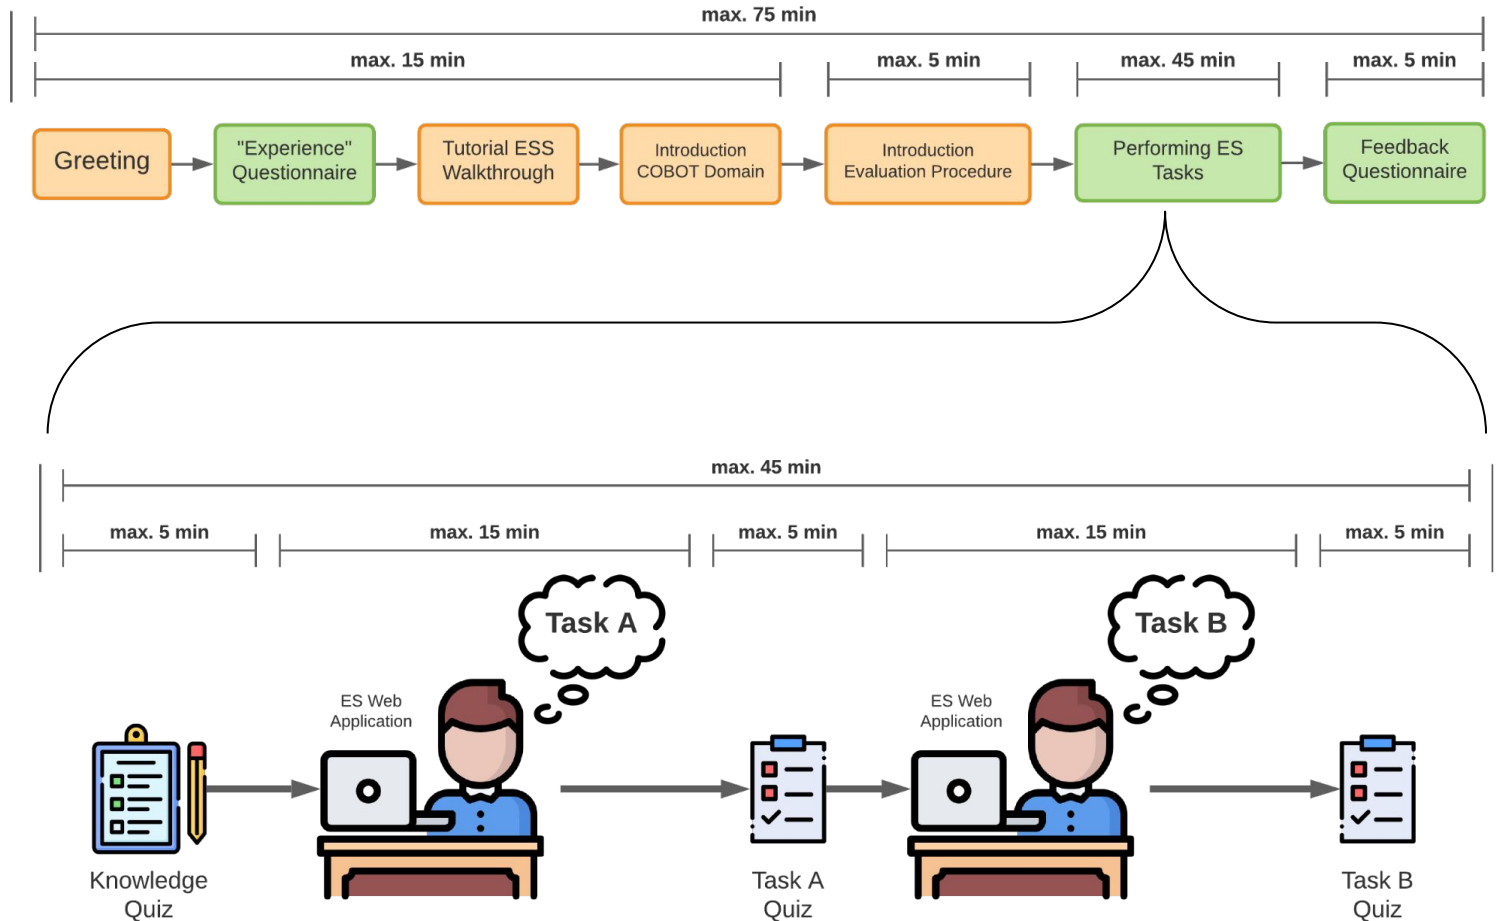 max. 75 min
max. 15 min
max. 5 min
max. 45 min
max. 5 min
Greeting
"Experience"
Questionnaire
Tutorial ESS
Walkthrough
Introduction
COBOT Domain
Introduction
Evaluation Procedure
Performing ES
Tasks
Feedback
Questionnaire
max. 45 min
max. 5 min
max. 15 min
max. 5 min
max. 15 min
max. 5 min
Task A
Task B
ES Web
Application
ES Web
Application
Knowledge
Quiz
Task A
Quiz
Task B
Quiz